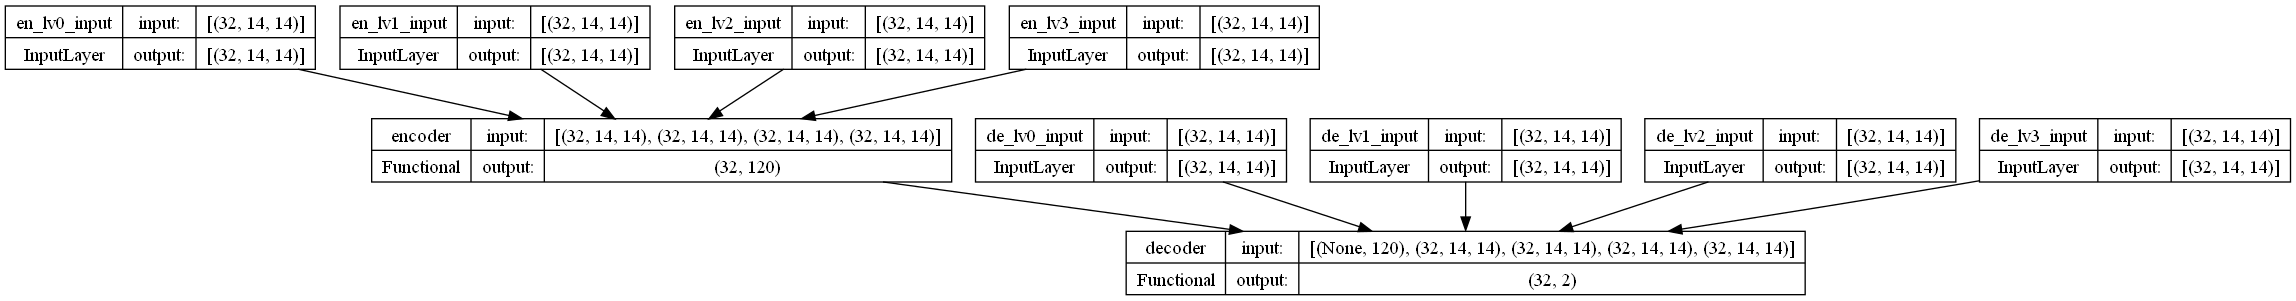 en_lv0_input input: [(32, 14, 14)]
InputLayer output: [(32, 14, 14)]
en_lv1_input input: [(32, 14, 14)]
InputLayer output: [(32, 14, 14)]
en_lv2_input input: [(32, 14, 14)]
InputLayer output: [(32, 14, 14)]
en_lv3_input input: [(32, 14, 14)]
InputLayer output: [(32, 14, 14)]
encoder input: [(32, 14, 14), (32, 14, 14), (32, 14, 14), (32, 14, 14)]
Functional output: (32, 120)
de_lv0_input input: [(32, 14, 14)]
InputLayer output: [(32, 14, 14)]
de_lv1_input input: [(32, 14, 14)]
InputLayer output: [(32, 14, 14)]
de_lv2_input input: [(32, 14, 14)]
InputLayer output: [(32, 14, 14)]
de_lv3_input input: [(32, 14, 14)]
InputLayer output: [(32, 14, 14)]
decoder input: [(None, 120), (32, 14, 14), (32, 14, 14), (32, 14, 14), (32, 14, 14)]
Functional output: (32, 2)